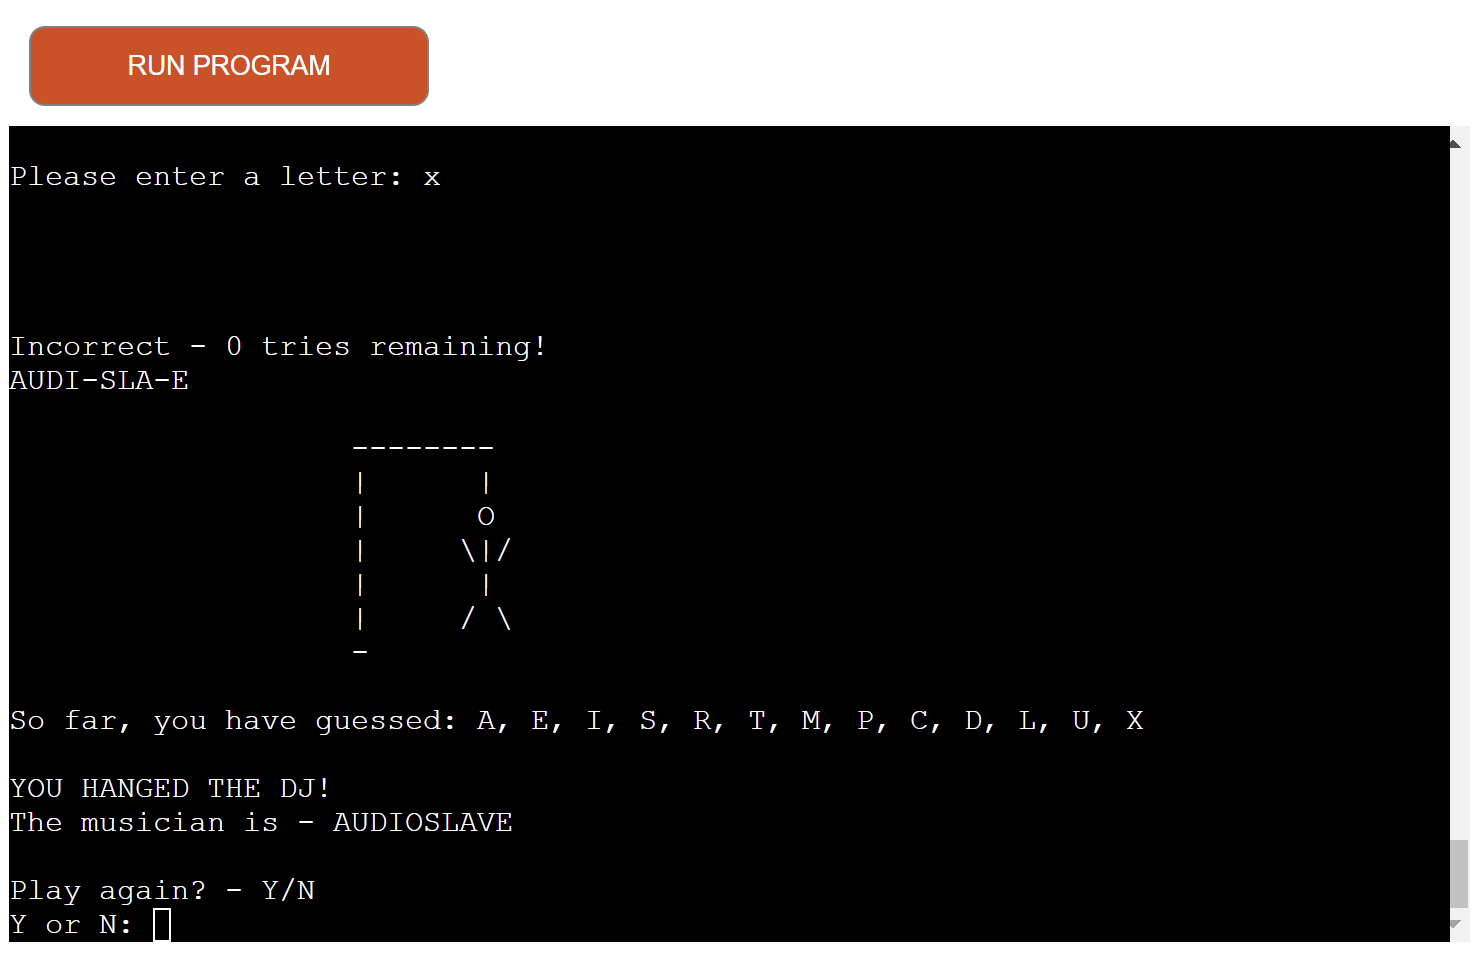 RUN PROGRAM
Please enter a letter: x
Incorrect - 0 tries remaining!
AUDI-SLA-E
--------
|      |
|      O
|     \|/
|      |
|     / \
-
So far, you have guessed: A, E, I, S, R, T, M, P, C, D, L, U, X
YOU HANGED THE DJ!
The musician is - AUDIOSLAVE
Play again? - Y/N
Y or N: